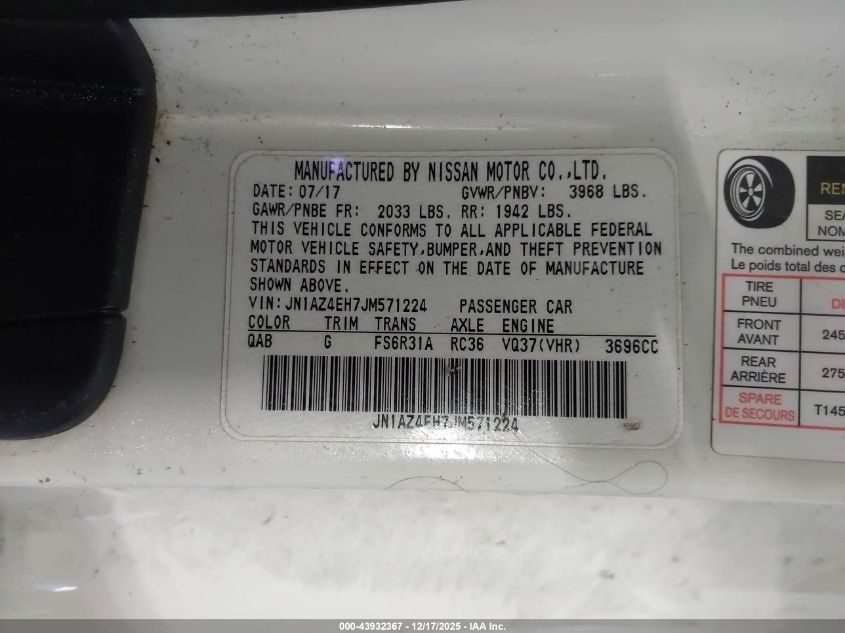 MANUFACTURED BY NISSAN MOTOR CO.,LTD.
DATE: 07/17 GVWR/PNBV: 3968 LBS.
GAWR/PNBE FR: 2033 LBS. RR: 1942 LBS.
THIS VEHICLE CONFORMS TO ALL APPLICABLE FEDERAL
MOTOR VEHICLE SAFETY,BUMPER,AND THEFT PREVENTION
STANDARDS IN EFFECT ON THE DATE OF MANUFACTURE
SHOWN ABOVE.
VIN: JN1AZ4EH7JM571224 PASSENGER CAR
COLOR TRIM TRANS AXLE ENGINE
QAB G FS6R31A RC36 VQ37(VHR) 3696CC
JN1AZ4EH7JM571224
The combined
Le poids total des
TIRE
PNEU
FRONT
AVANT
245
REAR
ARRIÈRE
275
SPARE
DE SECOURS
T145
000-43932367 - 12/17/2025 - IAA Inc.